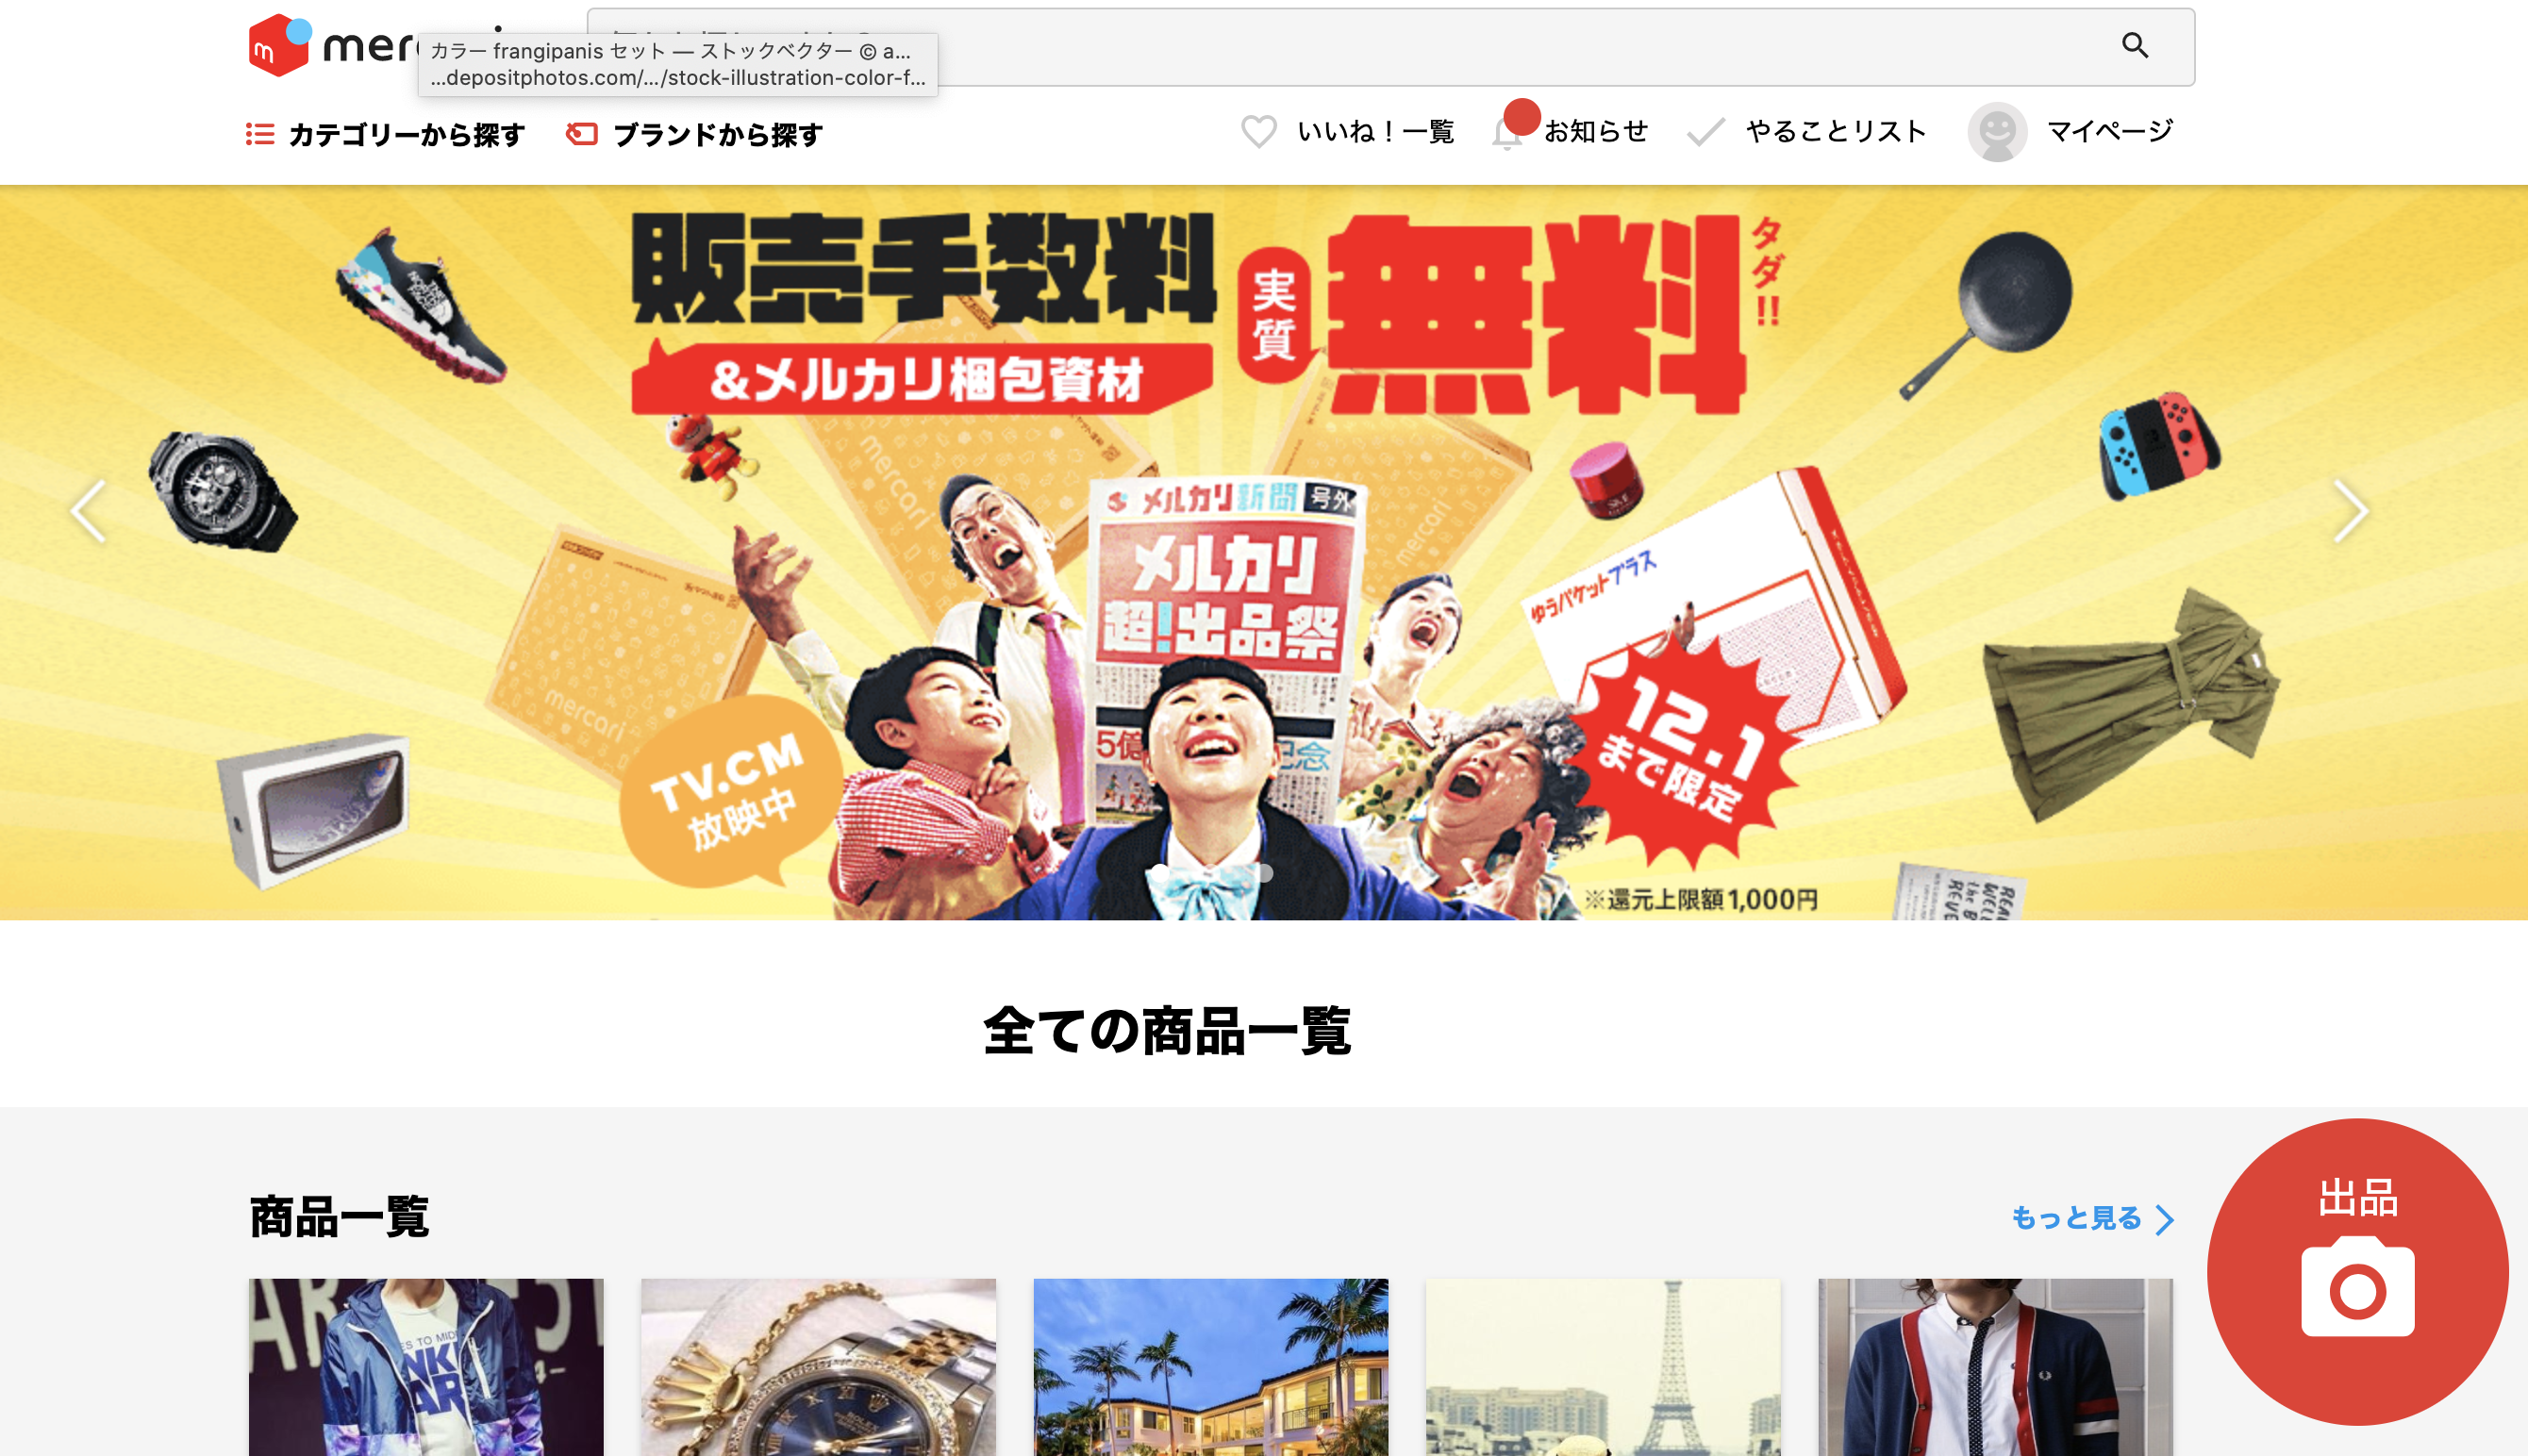 カラー frangipanis セット — ストックベクター © a...
...depositphotos.com/.../stock-illustration-color-f...
カテゴリーから探す
ブランドから探す
いいね！一覧
お知らせ
やることリスト
マイページ
販売手数料
&メルカリ梱包資材
実質
無料
タダ!!
メルカリ新聞 号外
メルカリ
超!出品祭
5億
記念
mercari
mercari
mercari
ゆうパケットプラス
TV.CM
放映中
12.1
まで限定
※還元上限額1,000円
全ての商品一覧
商品一覧
もっと見る
出品